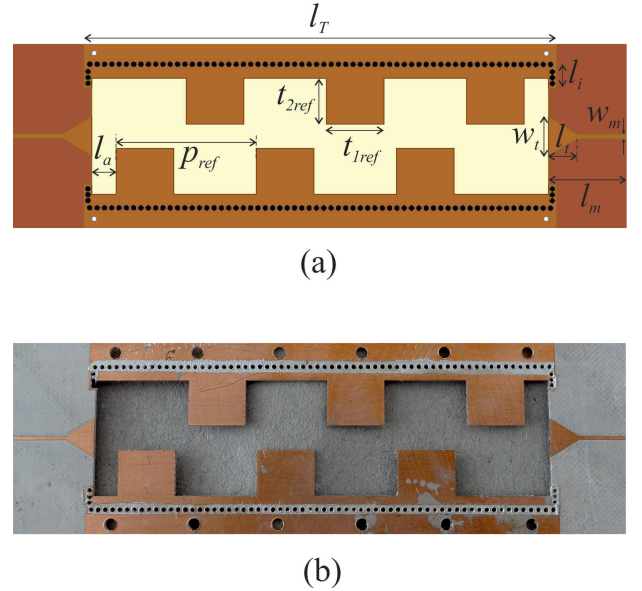 l_T
l_i
t_2ref
w_m
w_t
l_t
l_a
p_ref
t_1ref
l_m
(a)
(b)